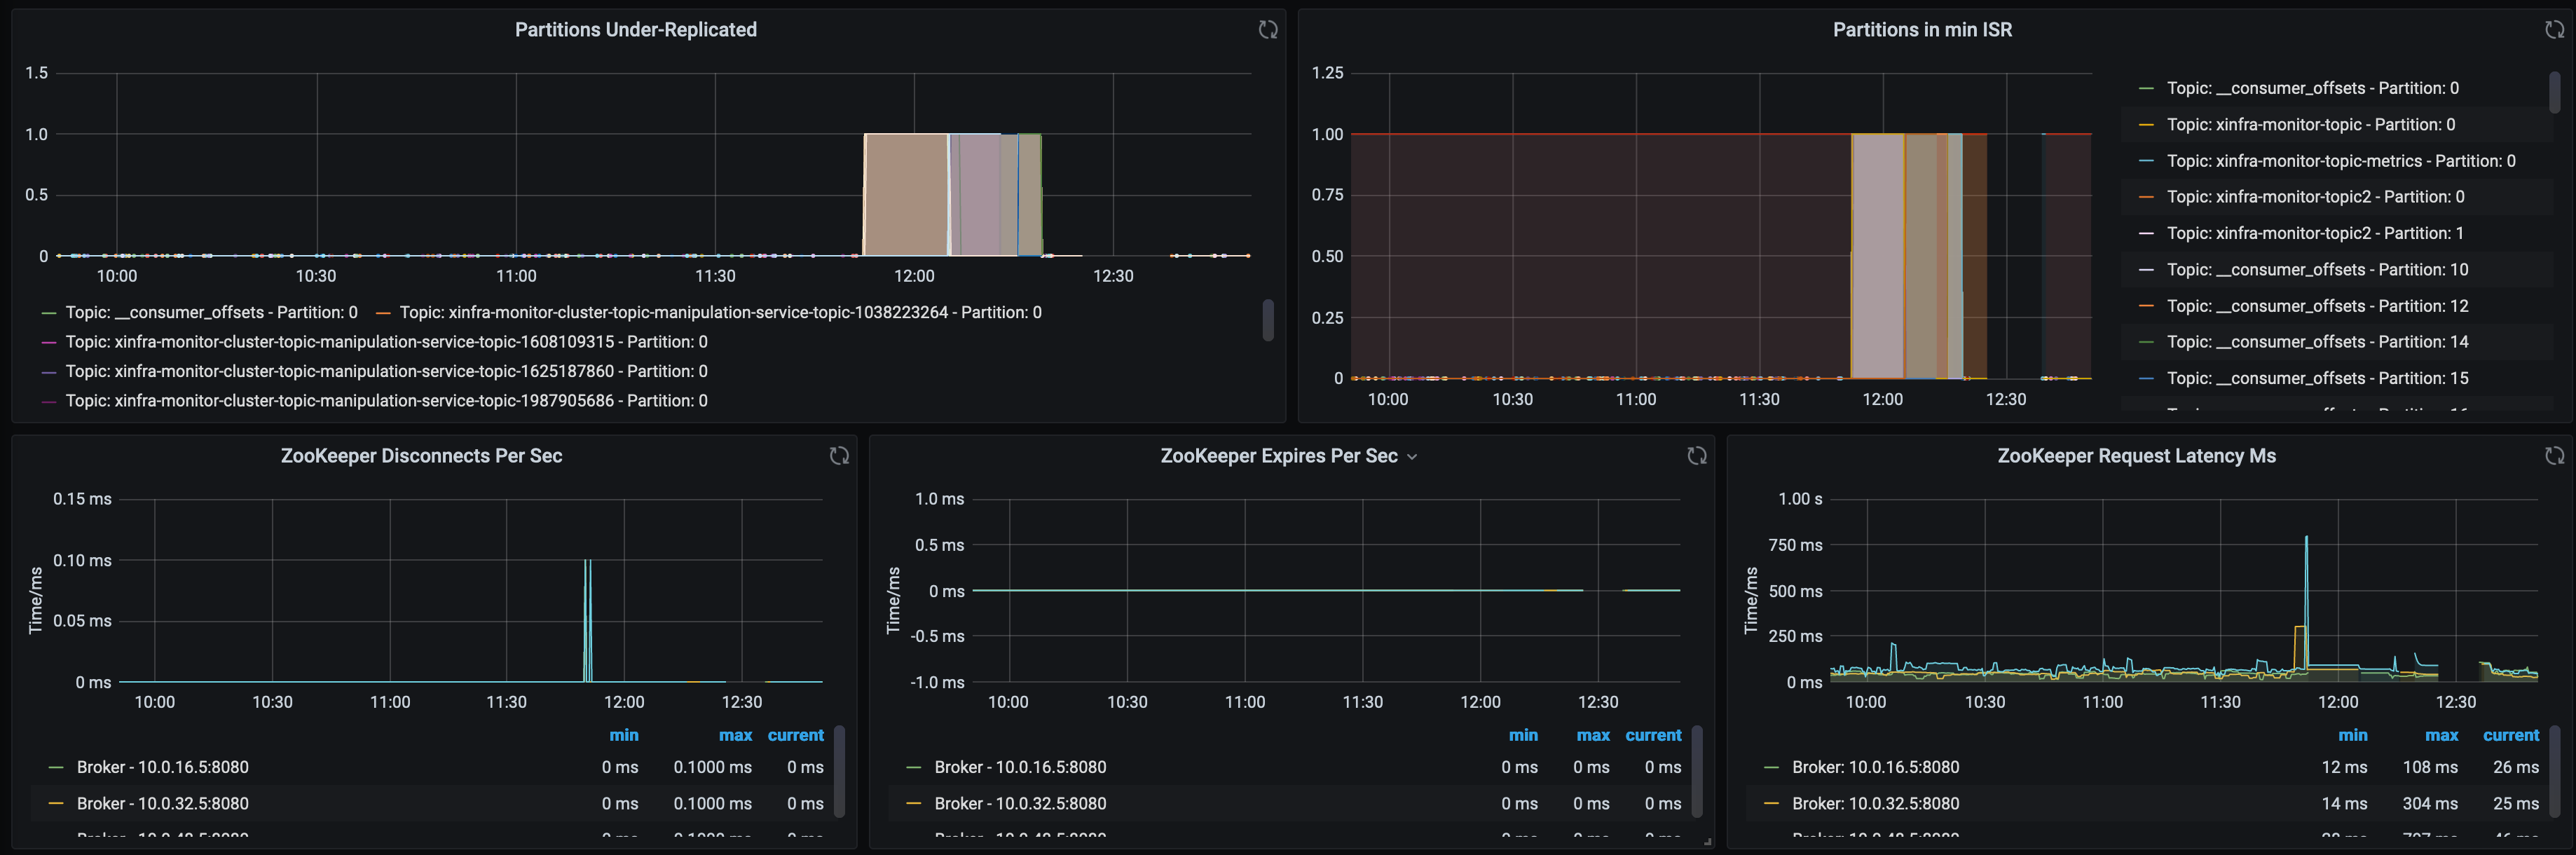 Partitions Under-Replicated
1.5
1.0
0.5
0
10:00 10:30 11:00 11:30 12:00 12:30
Topic: __consumer_offsets - Partition: 0 Topic: xinfra-monitor-cluster-topic-manipulation-service-topic-1038223264 - Partition: 0
Topic: xinfra-monitor-cluster-topic-manipulation-service-topic-1608109315 - Partition: 0
Topic: xinfra-monitor-cluster-topic-manipulation-service-topic-1625187860 - Partition: 0
Topic: xinfra-monitor-cluster-topic-manipulation-service-topic-1987905686 - Partition: 0
Partitions in min ISR
1.25
1.00
0.75
0.50
0.25
0
10:00 10:30 11:00 11:30 12:00 12:30
Topic: __consumer_offsets - Partition: 0
Topic: xinfra-monitor-topic - Partition: 0
Topic: xinfra-monitor-topic-metrics - Partition: 0
Topic: xinfra-monitor-topic2 - Partition: 0
Topic: xinfra-monitor-topic2 - Partition: 1
Topic: __consumer_offsets - Partition: 10
Topic: __consumer_offsets - Partition: 12
Topic: __consumer_offsets - Partition: 14
Topic: __consumer_offsets - Partition: 15
ZooKeeper Disconnects Per Sec
Time/ms
0.15 ms
0.10 ms
0.05 ms
0 ms
10:00 10:30 11:00 11:30 12:00 12:30
min max current
Broker - 10.0.16.5:8080 0 ms 0.1000 ms 0 ms
Broker - 10.0.32.5:8080 0 ms 0.1000 ms 0 ms
ZooKeeper Expires Per Sec
Time/ms
1.0 ms
0.5 ms
0 ms
-0.5 ms
-1.0 ms
10:00 10:30 11:00 11:30 12:00 12:30
min max current
Broker - 10.0.16.5:8080 0 ms 0 ms 0 ms
Broker - 10.0.32.5:8080 0 ms 0 ms 0 ms
ZooKeeper Request Latency Ms
Time/ms
1.00 s
750 ms
500 ms
250 ms
0 ms
10:00 10:30 11:00 11:30 12:00 12:30
min max current
Broker: 10.0.16.5:8080 12 ms 108 ms 26 ms
Broker: 10.0.32.5:8080 14 ms 304 ms 25 ms